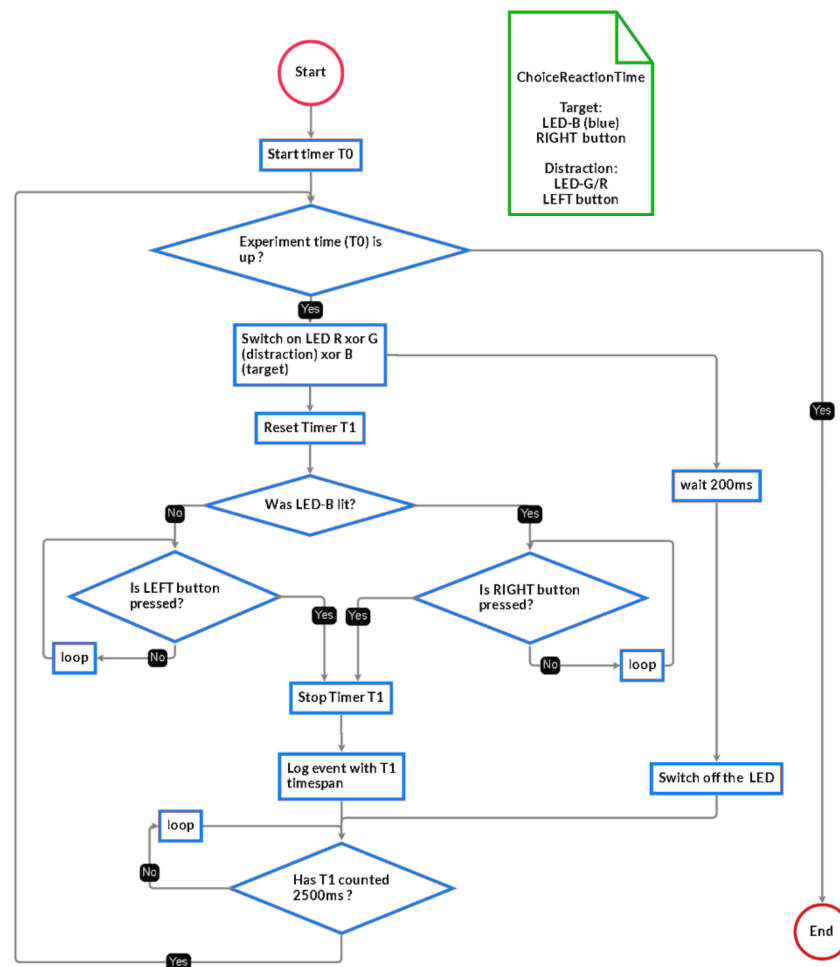 Start
ChoiceReactionTime
Target:
LED-B (blue)
RIGHT button
Distraction:
LED-G/R
LEFT button
Start timer T0
Experiment time (T0) is
up ?
Yes
Switch on LED R xor G
(distraction) xor B
(target)
Yes
Reset Timer T1
wait 200ms
Was LED-B lit?
No
Yes
Is LEFT button
pressed?
Is RIGHT button
pressed?
Yes
Yes
loop
No
No
loop
Stop Timer T1
Log event with T1
timespan
Switch off the LED
loop
No
Has T1 counted
2500ms ?
End
Yes